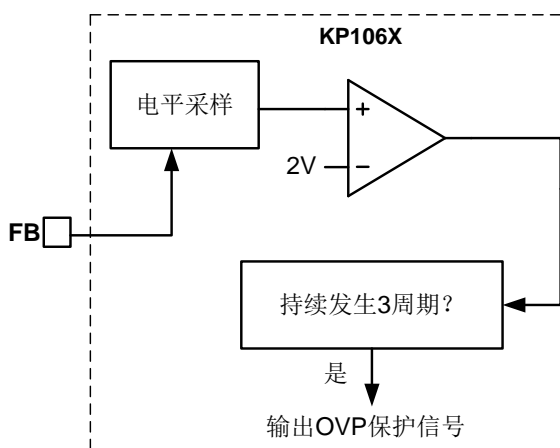 KP106X
电平采样
+
2V
−
FB
持续发生3周期？
是
输出OVP保护信号